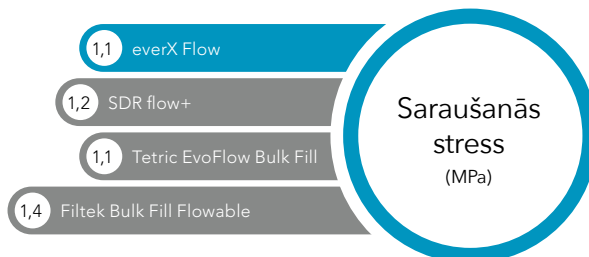 1,1 everX Flow
1,2 SDR flow+
1,1 Tetric EvoFlow Bulk Fill
1,4 Filtek Bulk Fill Flowable
Saraušanās
stress
(MPa)